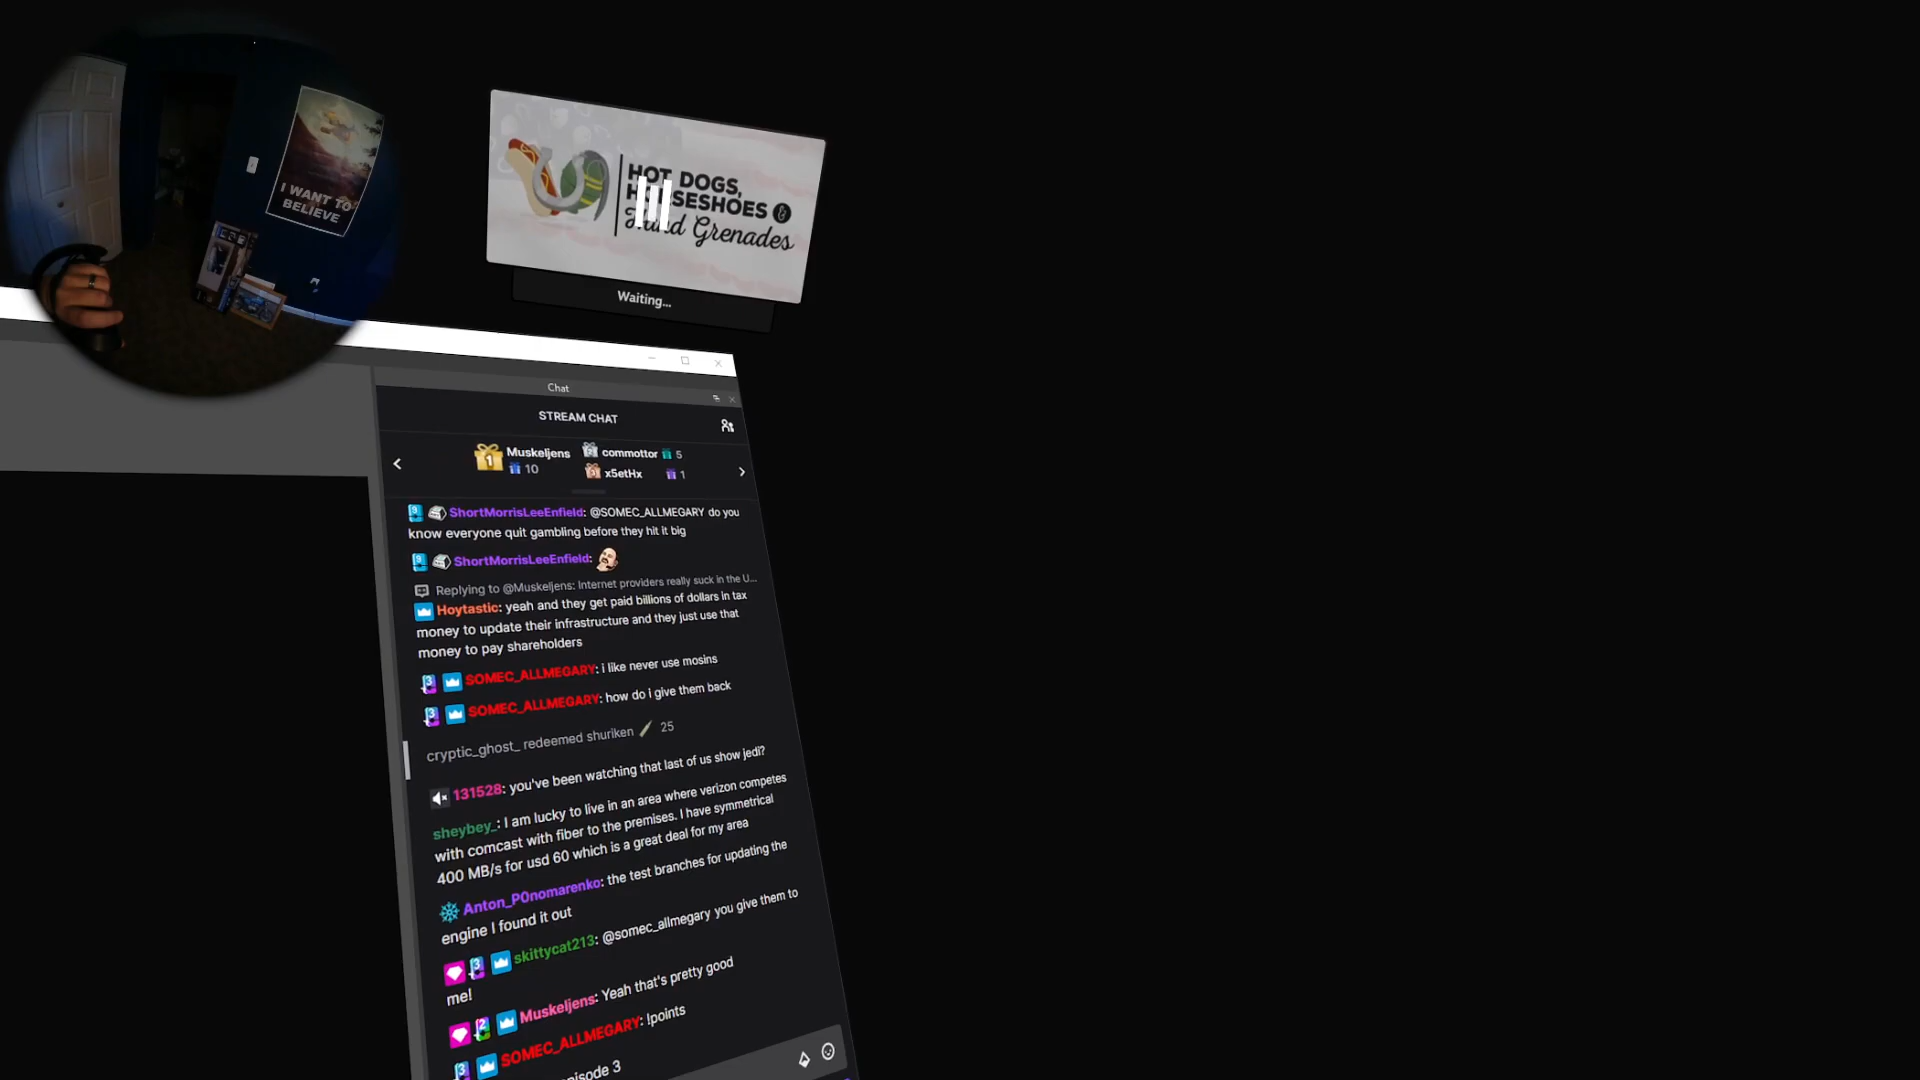 I WANT TO
BELIEVE
HOT DOGS,
HORSESHOES &
Hand Grenades
Waiting...
Chat
STREAM CHAT
1 Muskeljens
10
2 commottor 5
3 x5etHx 1
ShortMorrisLeeEnfield: @SOMEC_ALLMEGARY do you
know everyone quit gambling before they hit it big
ShortMorrisLeeEnfield:
Replying to @Muskeljens: Internet providers really suck in the U...
Hoytastic: yeah and they get paid billions of dollars in tax
money to update their infrastructure and they just use that
money to pay shareholders
SOMEC_ALLMEGARY: i like never use mosins
SOMEC_ALLMEGARY: how do i give them back
cryptic_ghost_ redeemed shuriken 25
131528: you've been watching that last of us show jedi?
sheybey_: I am lucky to live in an area where verizon competes
with comcast with fiber to the premises. I have symmetrical
400 MB/s for usd 60 which is a great deal for my area
Anton_P0nomarenko: the test branches for updating the
engine I found it out
skittycat213: @somec_allmegary you give them to
me!
Muskeljens: Yeah that's pretty good
SOMEC_ALLMEGARY: !points
3